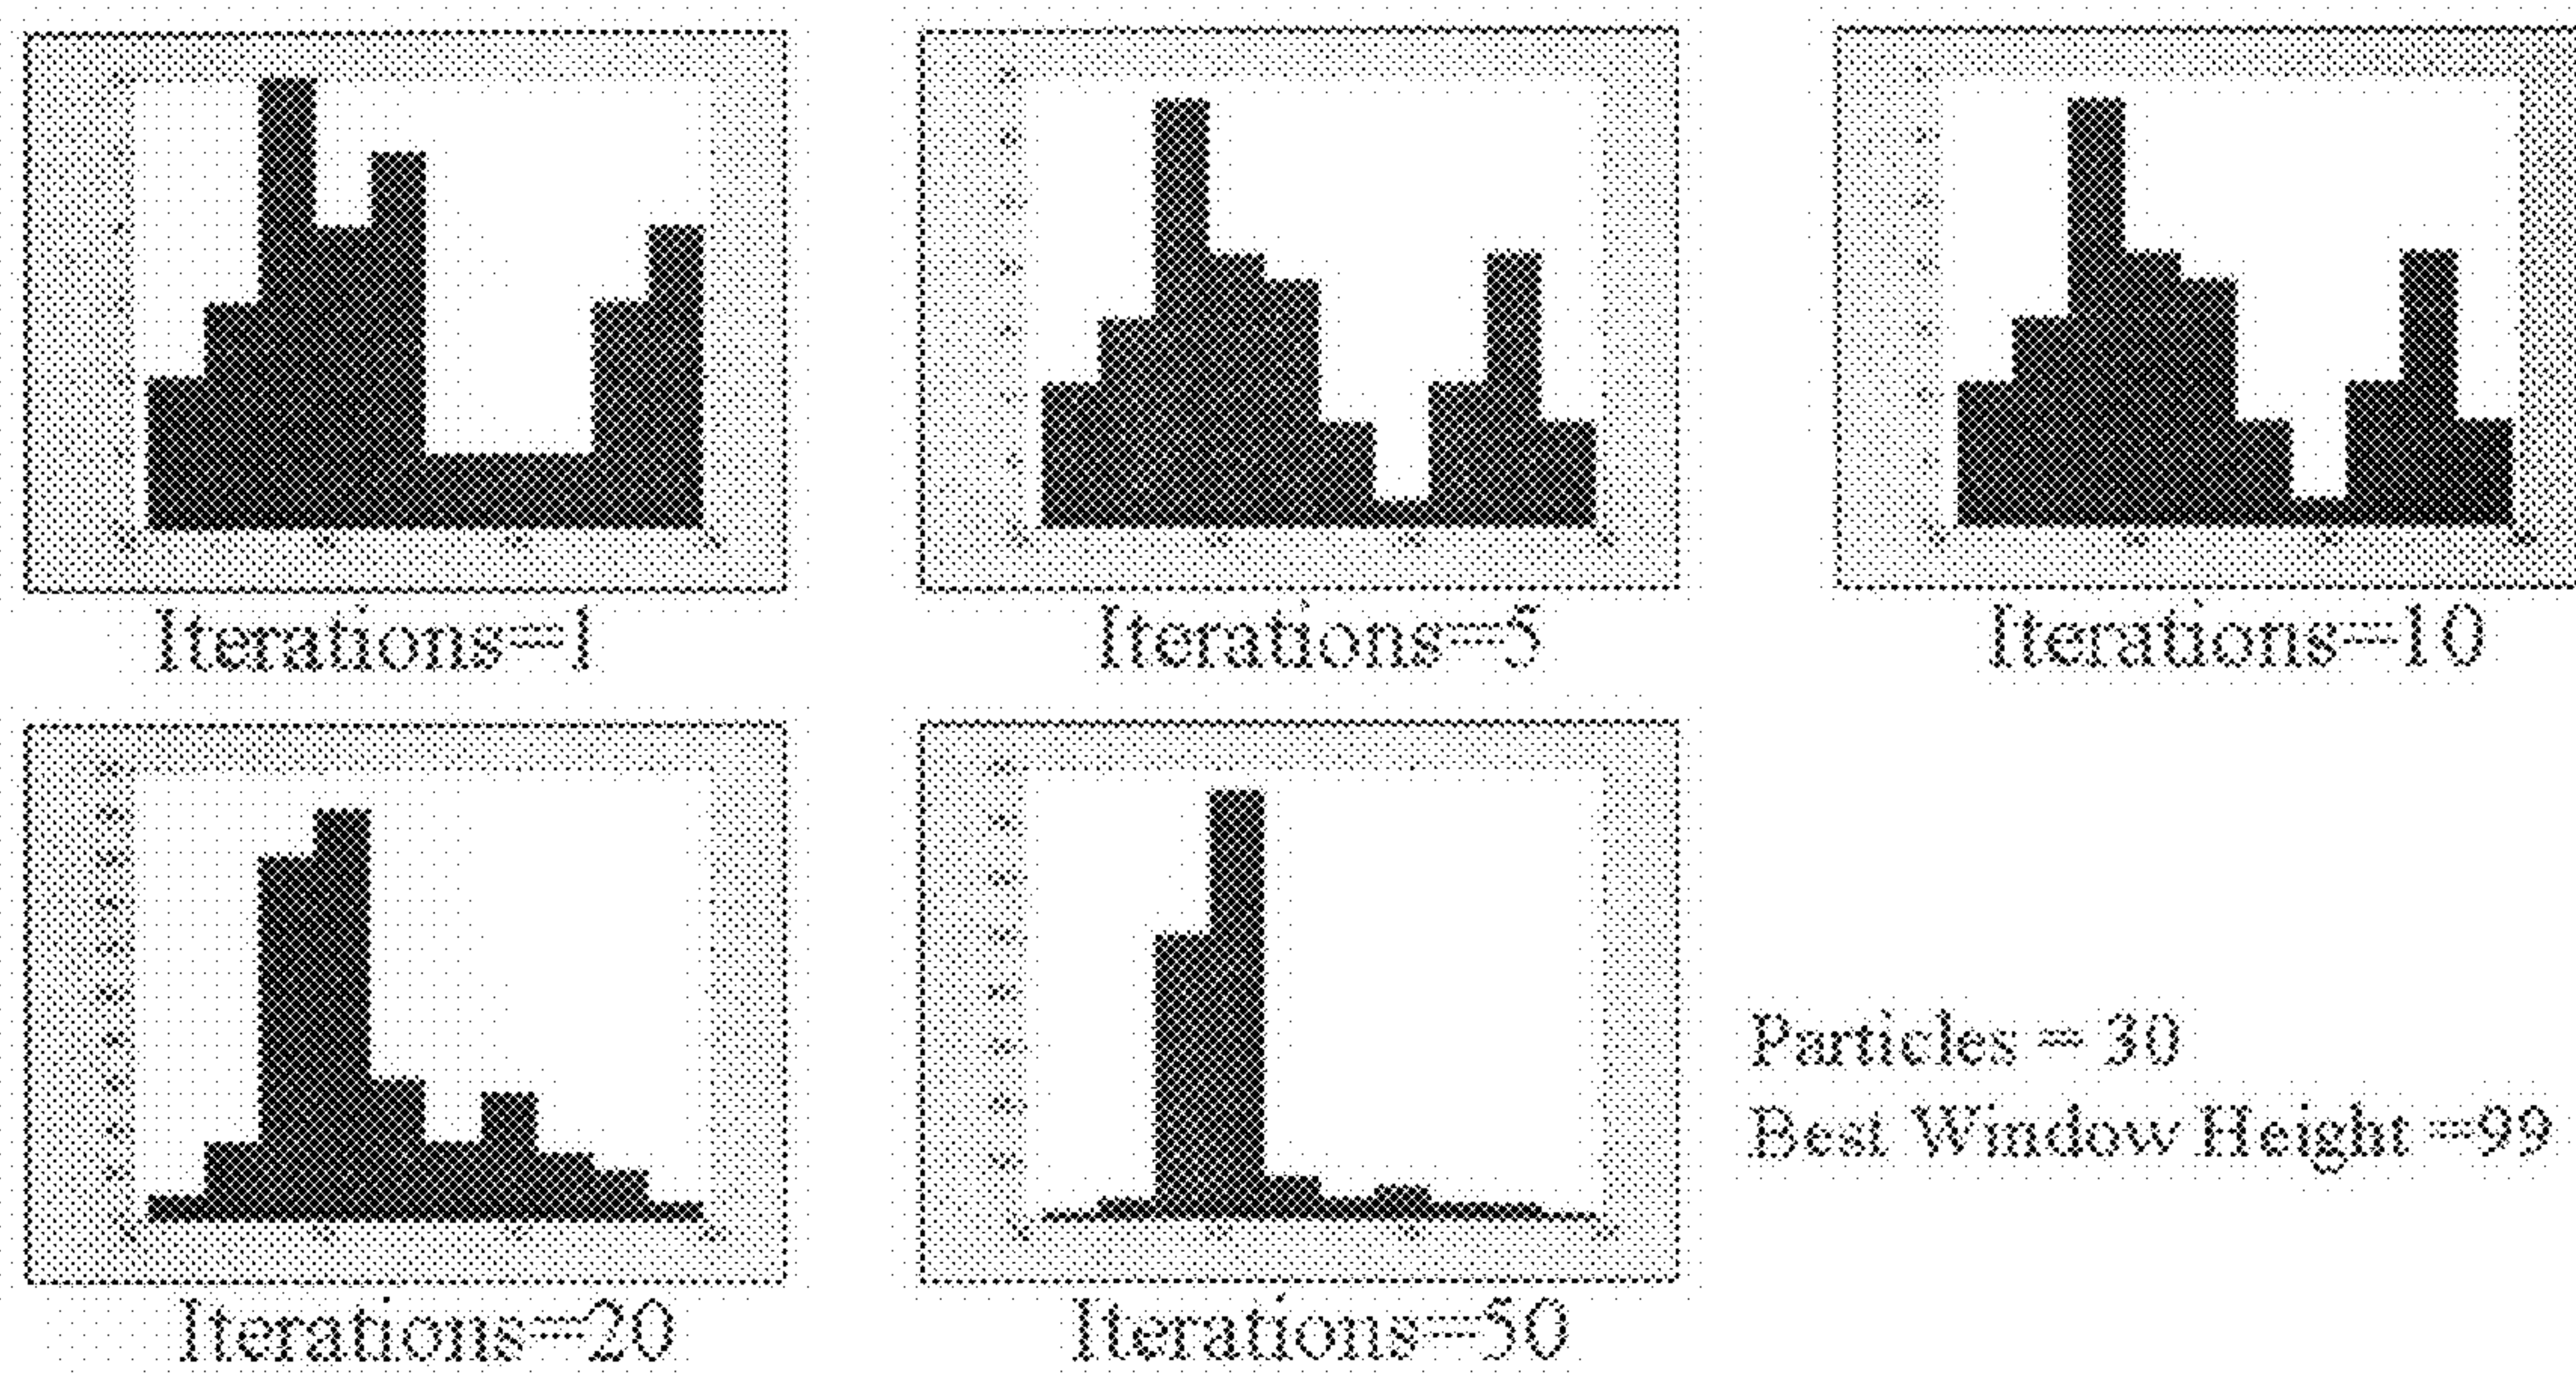 Iterations=1
Iterations=5
Iterations=10
Iterations=20
Iterations=50
Particles = 30
Best Window Height =99